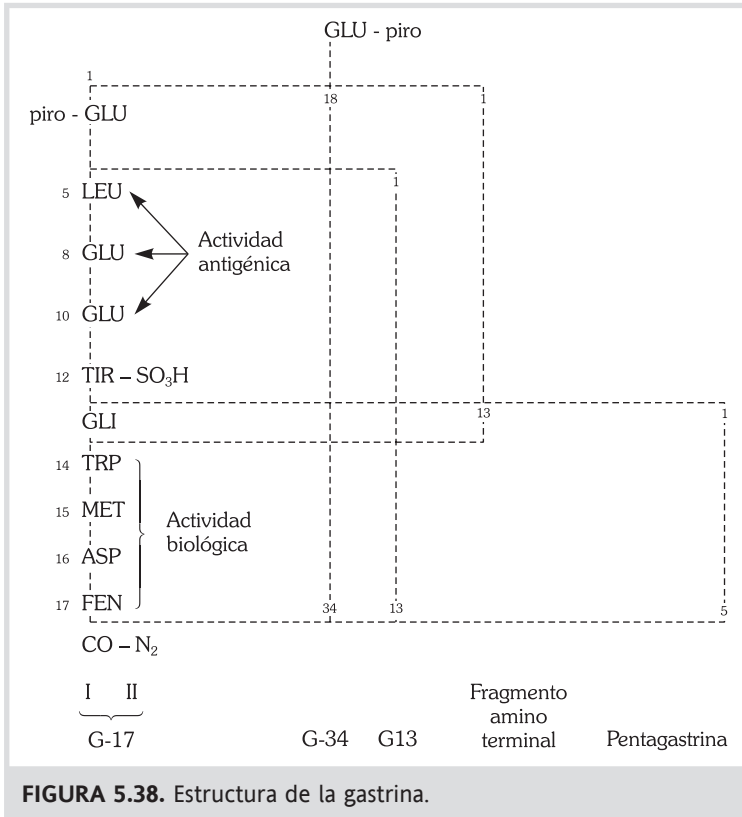 GLU - piro
1
18
1
piro - GLU
1
5 LEU
Actividad
antigénica
8 GLU
10 GLU
12 TIR – SO₃H
GLI
13
1
14 TRP
15 MET
Actividad
biológica
16 ASP
17 FEN
34
13
5
CO – N₂
I II
G-17
G-34
G13
Fragmento
amino
terminal
Pentagastrina
FIGURA 5.38. Estructura de la gastrina.